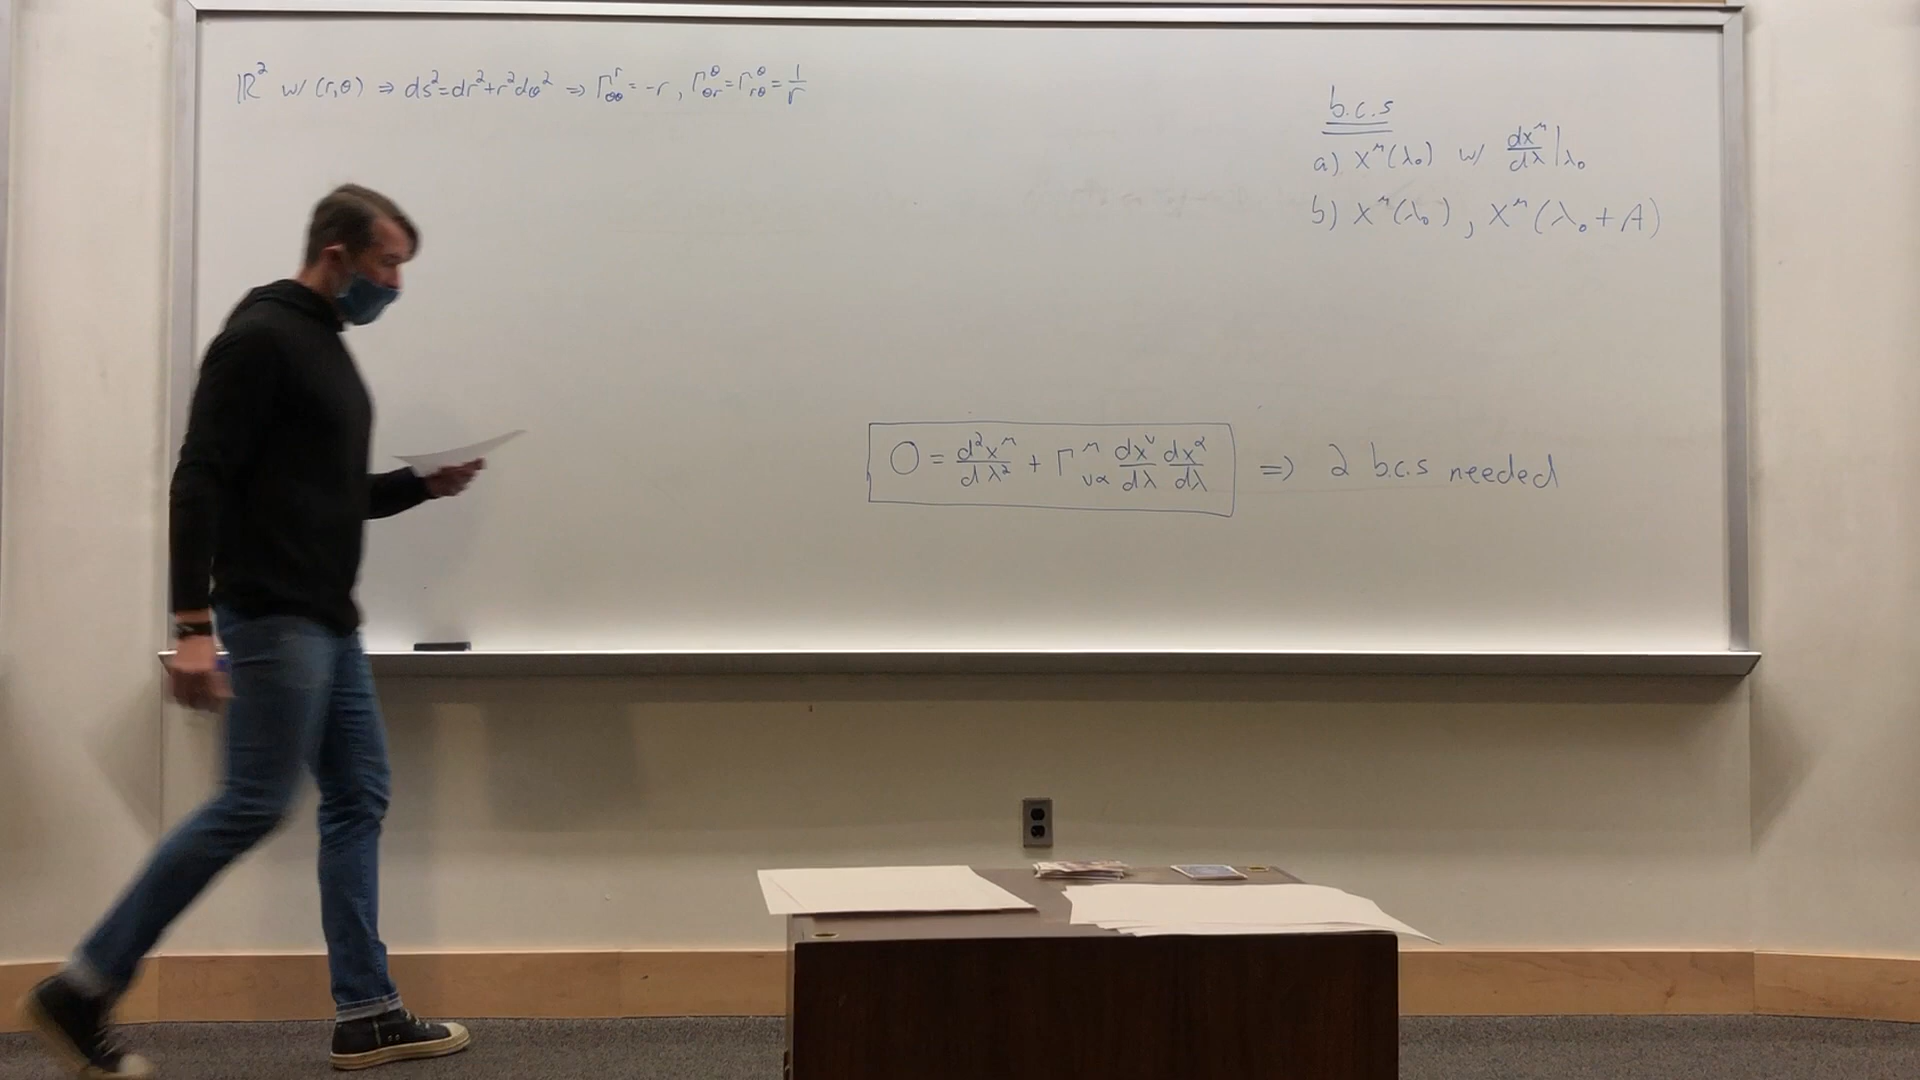 ℝ² w/ (r,θ) ⇒ ds²=dr²+r²dθ² ⇒ Γ^r_θθ = -r , Γ^θ_θr = Γ^θ_rθ = 1/r
b.c.s
a) x^μ(λ₀) w/ dx^μ/dλ|λ₀
b) x^μ(λ₀) , x^μ(λ₀ + A)
0 = d²x^μ/dλ² + Γ^μ_να dx^ν/dλ dx^α/dλ ⇒ 2 b.c.s needed